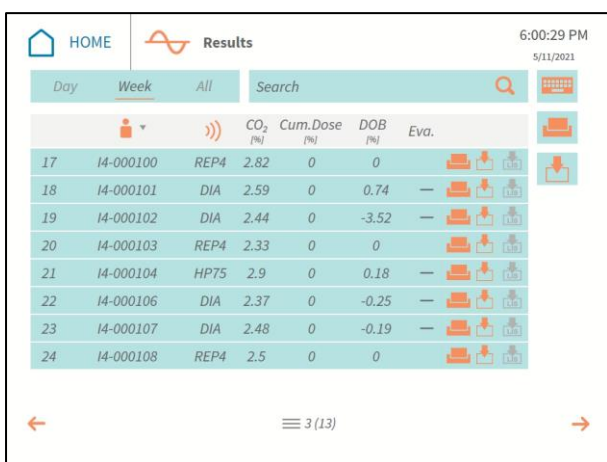 HOME Results 6:00:29 PM
5/11/2021
Day Week All Search
CO₂ Cum.Dose DOB Eva.
[%] [%] [%]
17 I4-000100 REP4 2.82 0 0
18 I4-000101 DIA 2.59 0 0.74 —
19 I4-000102 DIA 2.44 0 -3.52 —
20 I4-000103 REP4 2.33 0 0
21 I4-000104 HP75 2.9 0 0.18 —
22 I4-000106 DIA 2.37 0 -0.25 —
23 I4-000107 DIA 2.48 0 -0.19 —
24 I4-000108 REP4 2.5 0 0
3 (13)